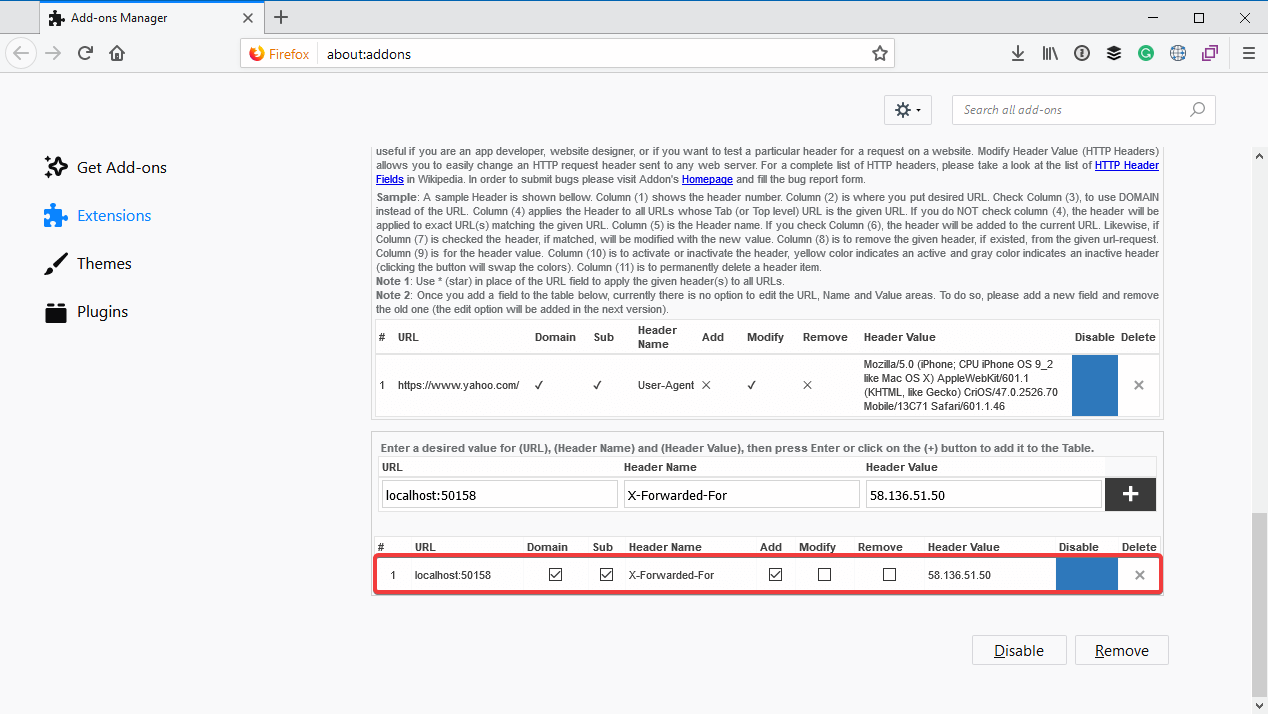 Add-ons Manager
Firefox about:addons
Search all add-ons
Get Add-ons
Extensions
Themes
Plugins
useful if you are an app developer, website designer, or if you want to test a particular header for a request on a website. Modify Header Value (HTTP Headers)
allows you to easily change an HTTP request header sent to any web server. For a complete list of HTTP headers, please take a look at the list of HTTP Header
Fields in Wikipedia. In order to submit bugs please visit Addon's Homepage and fill the bug report form.
Sample: A sample Header is shown bellow. Column (1) shows the header number. Column (2) is where you put desired URL. Check Column (3), to use DOMAIN
instead of the URL. Column (4) applies the Header to all URLs whose Tab (or Top level) URL is the given URL. If you do NOT check column (4), the header will be
applied to exact URL(s) matching the given URL. Column (5) is the Header name. If you check Column (6), the header will be added to the current URL. Likewise, if
Column (7) is checked the header, if matched, will be modified with the new value. Column (8) is to remove the given header, if existed, from the given url-request.
Column (9) is for the header value. Column (10) is to activate or inactivate the header, yellow color indicates an active and gray color indicates an inactive header
(clicking the button will swap the colors). Column (11) is to permanently delete a header item.
Note 1: Use * (star) in place of the URL field to apply the given header(s) to all URLs.
Note 2: Once you add a field to the table below, currently there is no option to edit the URL, Name and Value areas. To do so, please add a new field and remove
the old one (the edit option will be added in the next version).
# URL Domain Sub Header Name Add Modify Remove Header Value Disable Delete
1 https://www.yahoo.com/ ✓ ✓ User-Agent × ✓ × Mozilla/5.0 (iPhone; CPU iPhone OS 9_2
like Mac OS X) AppleWebKit/601.1
(KHTML, like Gecko) CriOS/47.0.2526.70
Mobile/13C71 Safari/601.1.46
Enter a desired value for (URL), (Header Name) and (Header Value), then press Enter or click on the (+) button to add it to the Table.
URL Header Name Header Value
localhost:50158 X-Forwarded-For 58.136.51.50
# URL Domain Sub Header Name Add Modify Remove Header Value Disable Delete
1 localhost:50158 X-Forwarded-For 58.136.51.50
Disable Remove